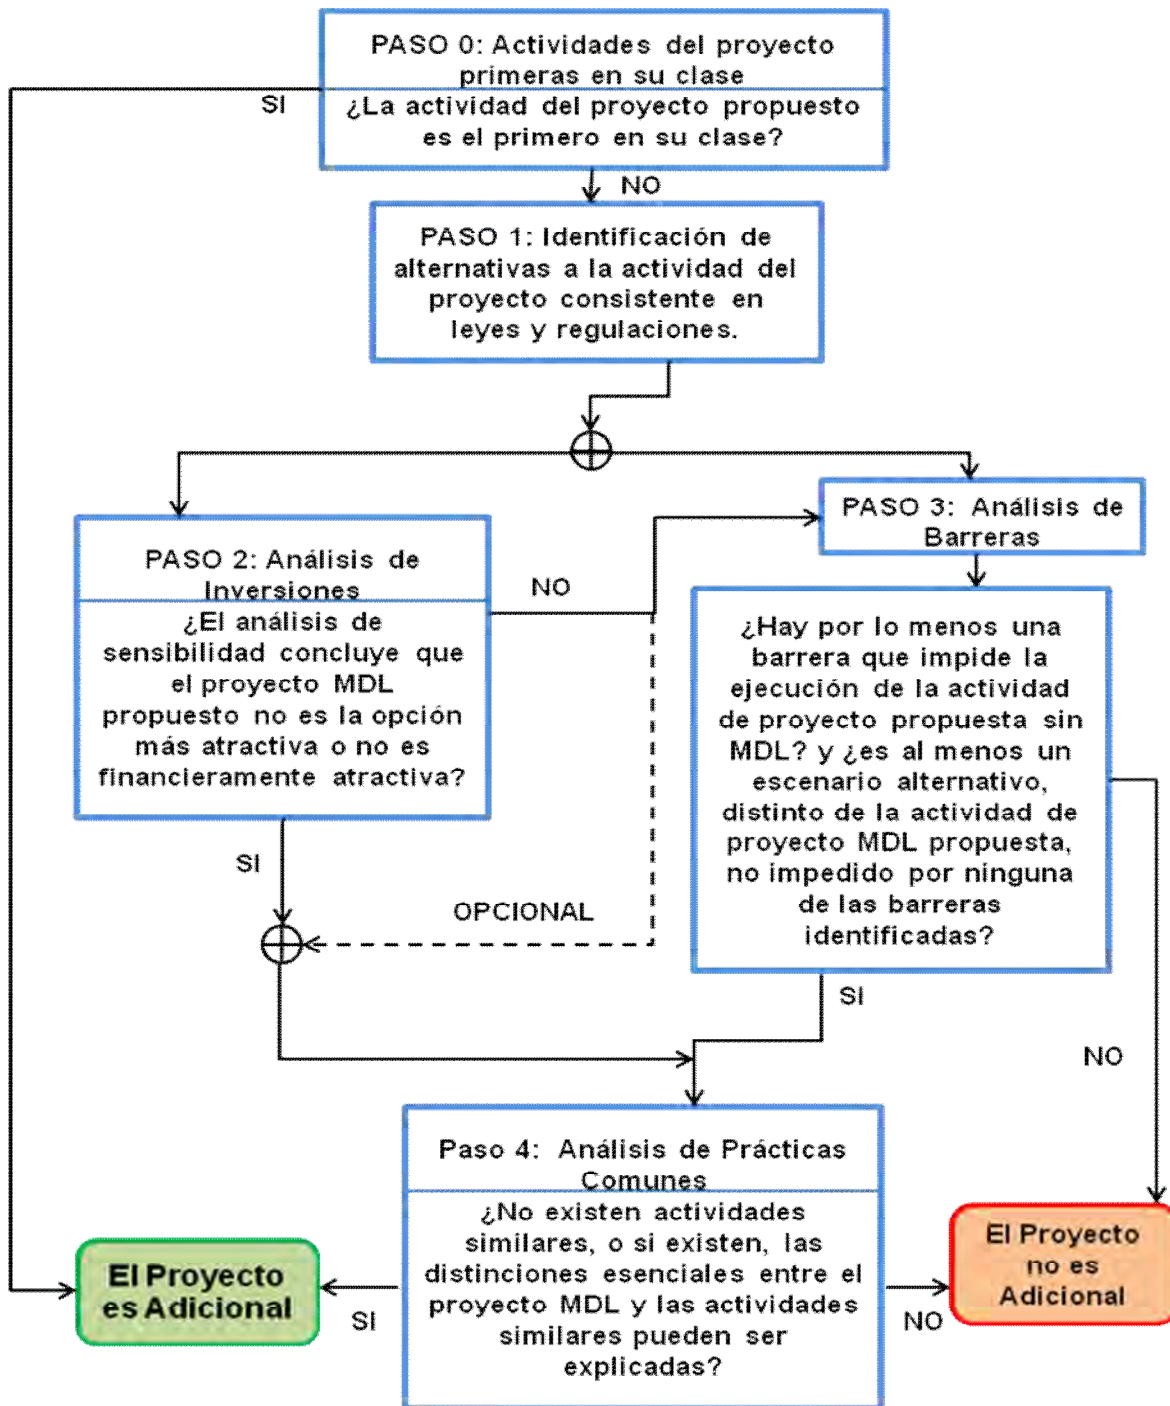 PASO 0: Actividades del proyecto
primeras en su clase
SI
¿La actividad del proyecto propuesto
es el primero en su clase?
NO
PASO 1: Identificación de
alternativas a la actividad del
proyecto consistente en
leyes y regulaciones.
PASO 2: Análisis de
Inversiones
¿El análisis de
sensibilidad concluye que
el proyecto MDL
propuesto no es la opción
más atractiva o no es
financieramente atractiva?
NO
SI
OPCIONAL
PASO 3: Análisis de
Barreras
¿Hay por lo menos una
barrera que impide la
ejecución de la actividad
de proyecto propuesta sin
MDL? y ¿es al menos un
escenario alternativo,
distinto de la actividad de
proyecto MDL propuesta,
no impedido por ninguna
de las barreras
identificadas?
SI
NO
Paso 4: Análisis de Prácticas
Comunes
¿No existen actividades
similares, o si existen, las
distinciones esenciales entre el
proyecto MDL y las actividades
similares pueden ser
explicadas?
SI
NO
El Proyecto
es Adicional
El Proyecto
no es
Adicional